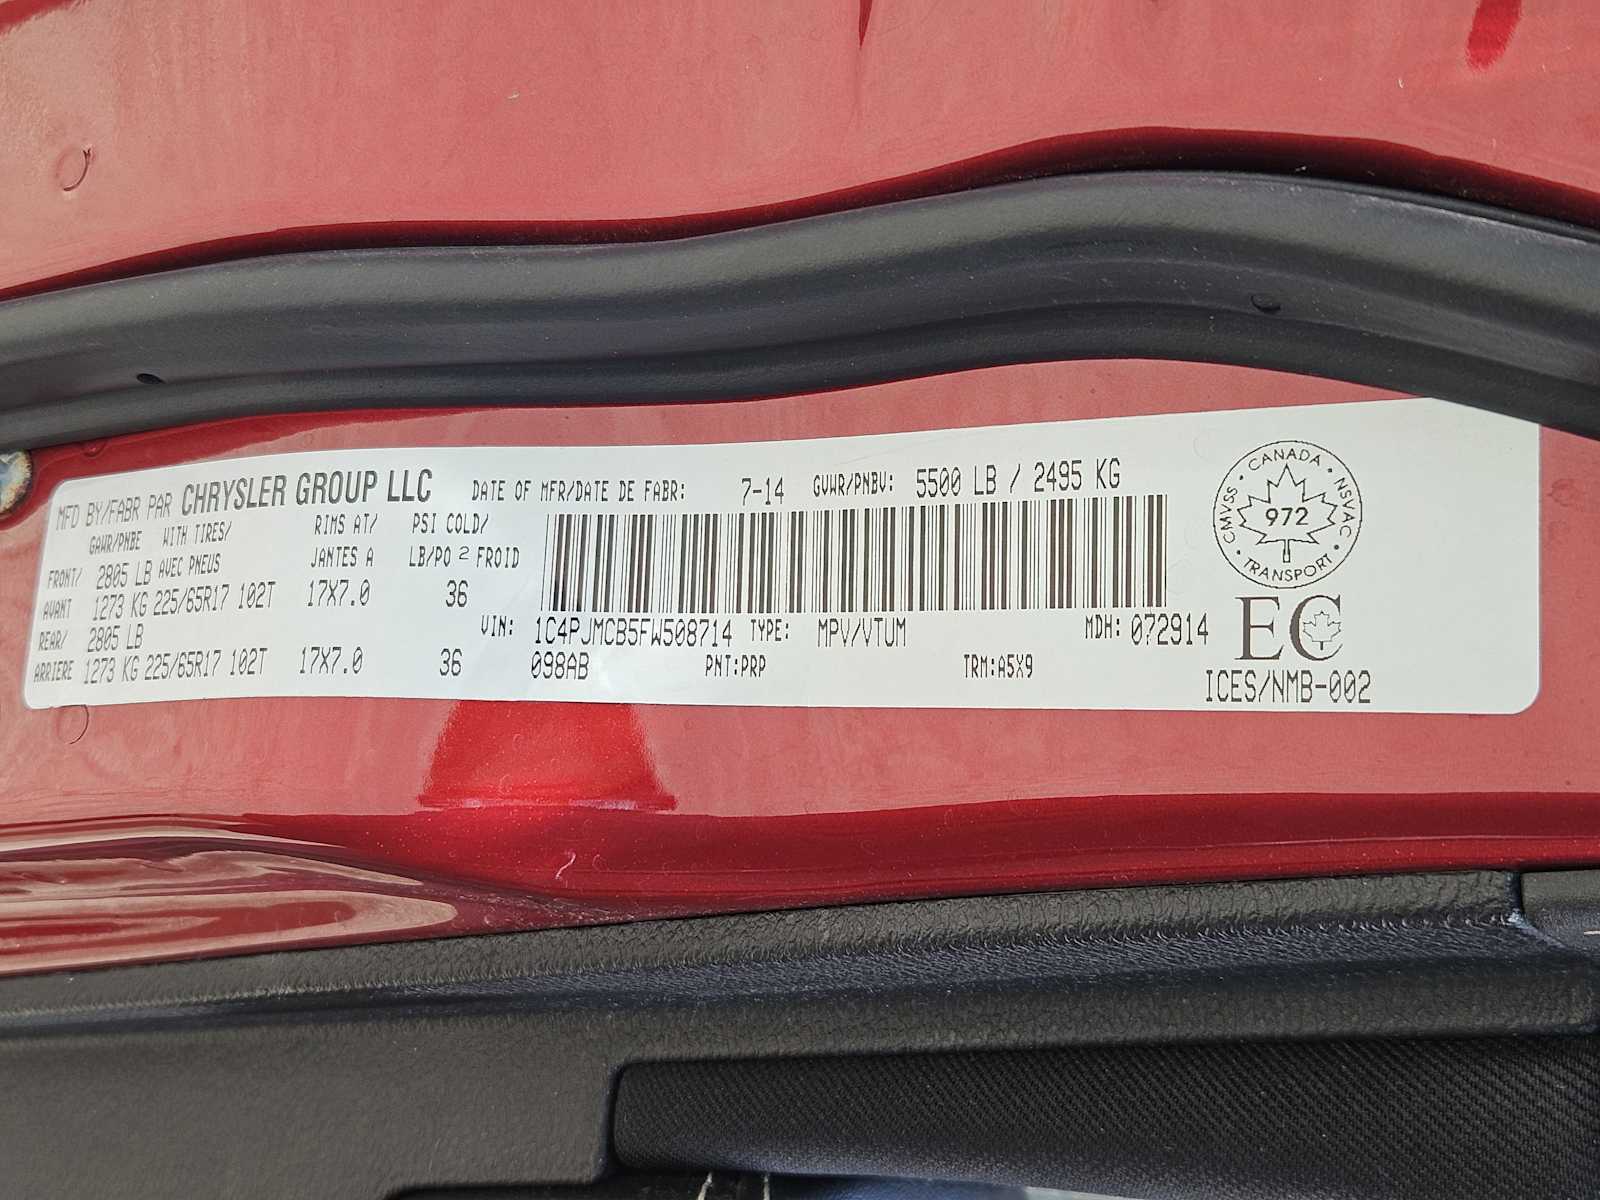 MFD BY/FABR PAR CHRYSLER GROUP LLC DATE OF MFR/DATE DE FABR: 7-14 GVWR/PNBV: 5500 LB / 2495 KG
GAWR/PNBE WITH TIRES/ RIMS AT/ PSI COLD/
FRONT/ 2805 LB AVEC PNEUS JANTES A LB/PO 2 FROID
AVANT 1273 KG 225/65R17 102T 17X7.0 36
REAR/ 2805 LB VIN: 1C4PJMCB5FW508714 TYPE: MPV/VTUM MDH: 072914
ARRIERE 1273 KG 225/65R17 102T 17X7.0 36 098AB PNT:PRP TRM:A5X9
CANADA · NSVAC · TRANSPORT · CMVSS ·
972
EC
ICES/NMB-002